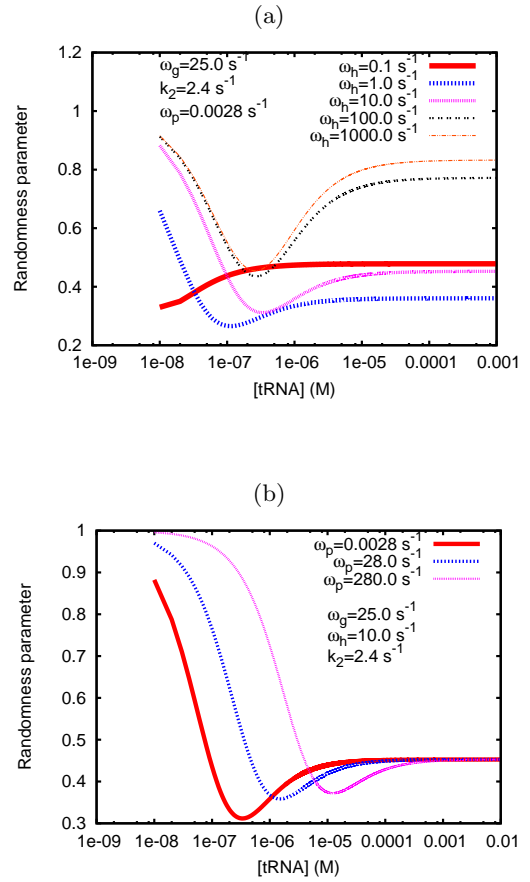 (a)
Randomness parameter
1.2
1
0.8
0.6
0.4
0.2
ω_g=25.0 s⁻¹
k₂=2.4 s⁻¹
ω_p=0.0028 s⁻¹
ω_h=0.1 s⁻¹
ω_h=1.0 s⁻¹
ω_h=10.0 s⁻¹
ω_h=100.0 s⁻¹
ω_h=1000.0 s⁻¹
1e-09 1e-08 1e-07 1e-06 1e-05 0.0001 0.001
[tRNA] (M)
(b)
Randomness parameter
1
0.9
0.8
0.7
0.6
0.5
0.4
0.3
ω_p=0.0028 s⁻¹
ω_p=28.0 s⁻¹
ω_p=280.0 s⁻¹
ω_g=25.0 s⁻¹
ω_h=10.0 s⁻¹
k₂=2.4 s⁻¹
1e-09 1e-08 1e-07 1e-06 1e-05 0.0001 0.001 0.01
[tRNA] (M)